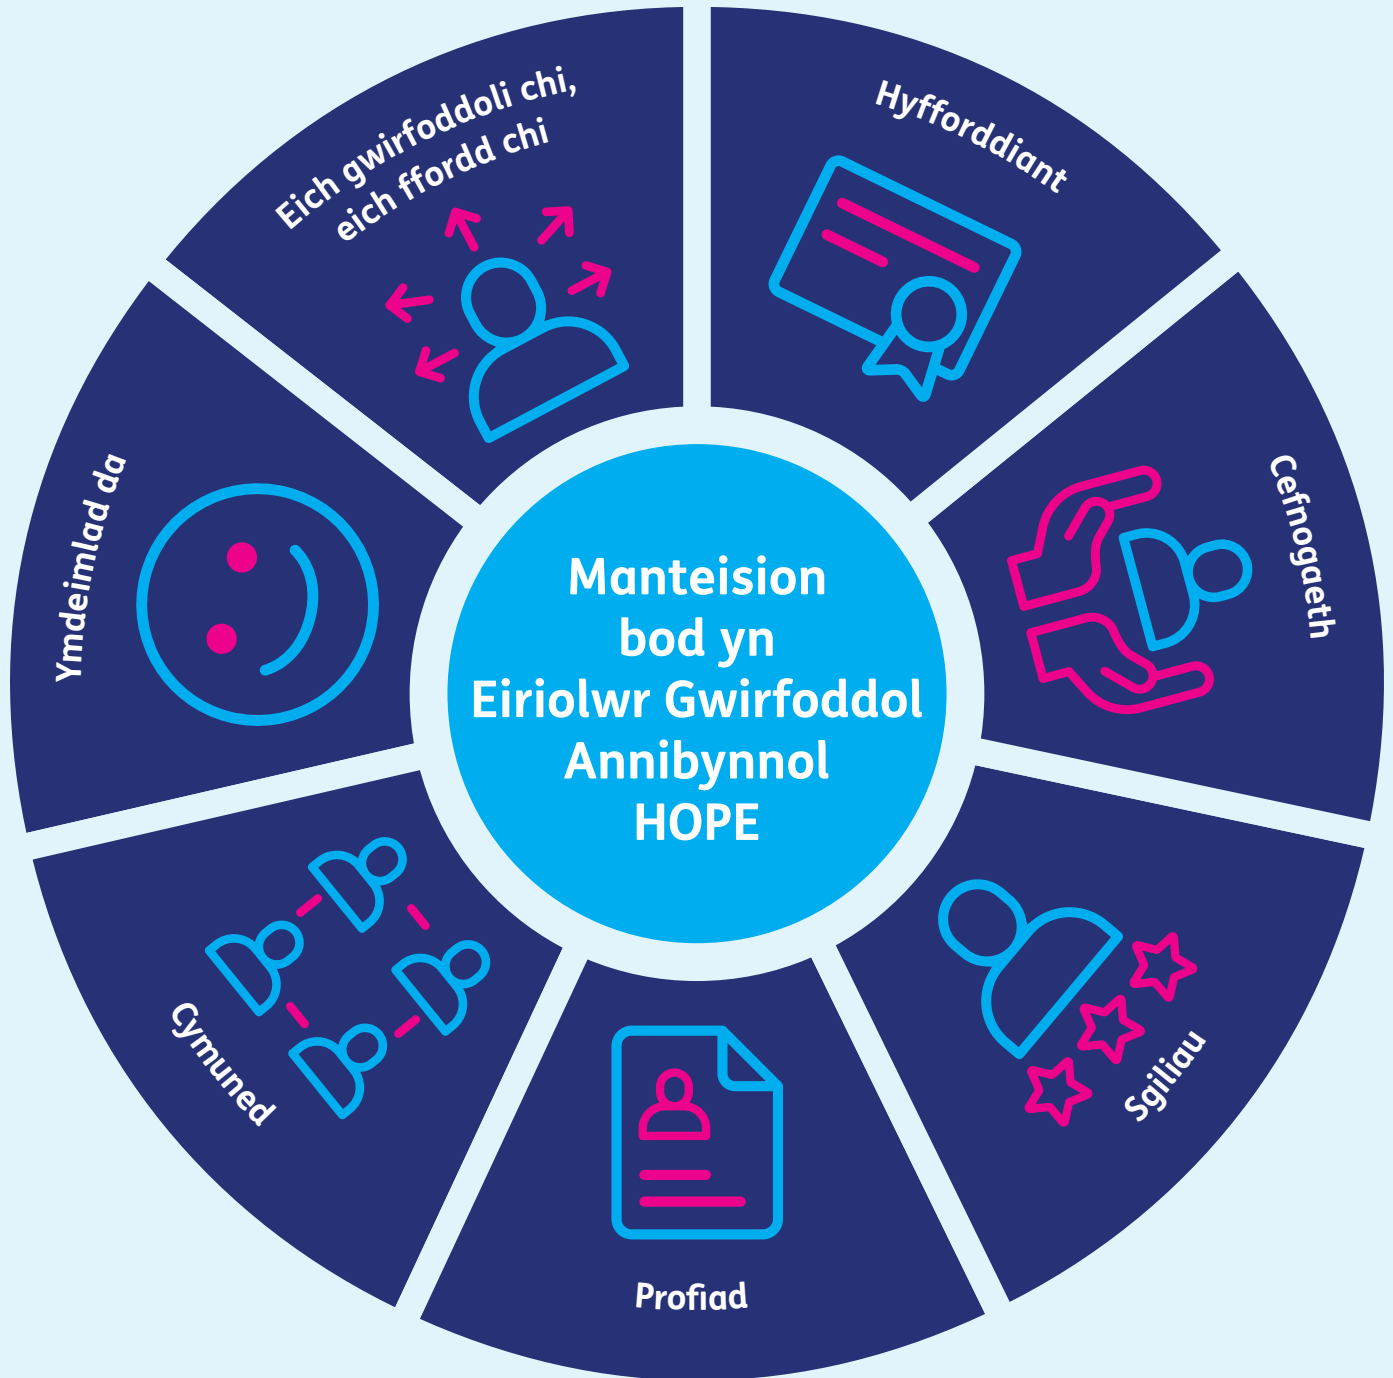 Manteision
bod yn
Eiriolwr Gwirfoddol
Annibynnol
HOPE
Hyfforddiant
Cefnogaeth
Sgiliau
Profiad
Cymuned
Ymdeimlad da
Eich gwirfoddoli chi,
eich ffordd chi